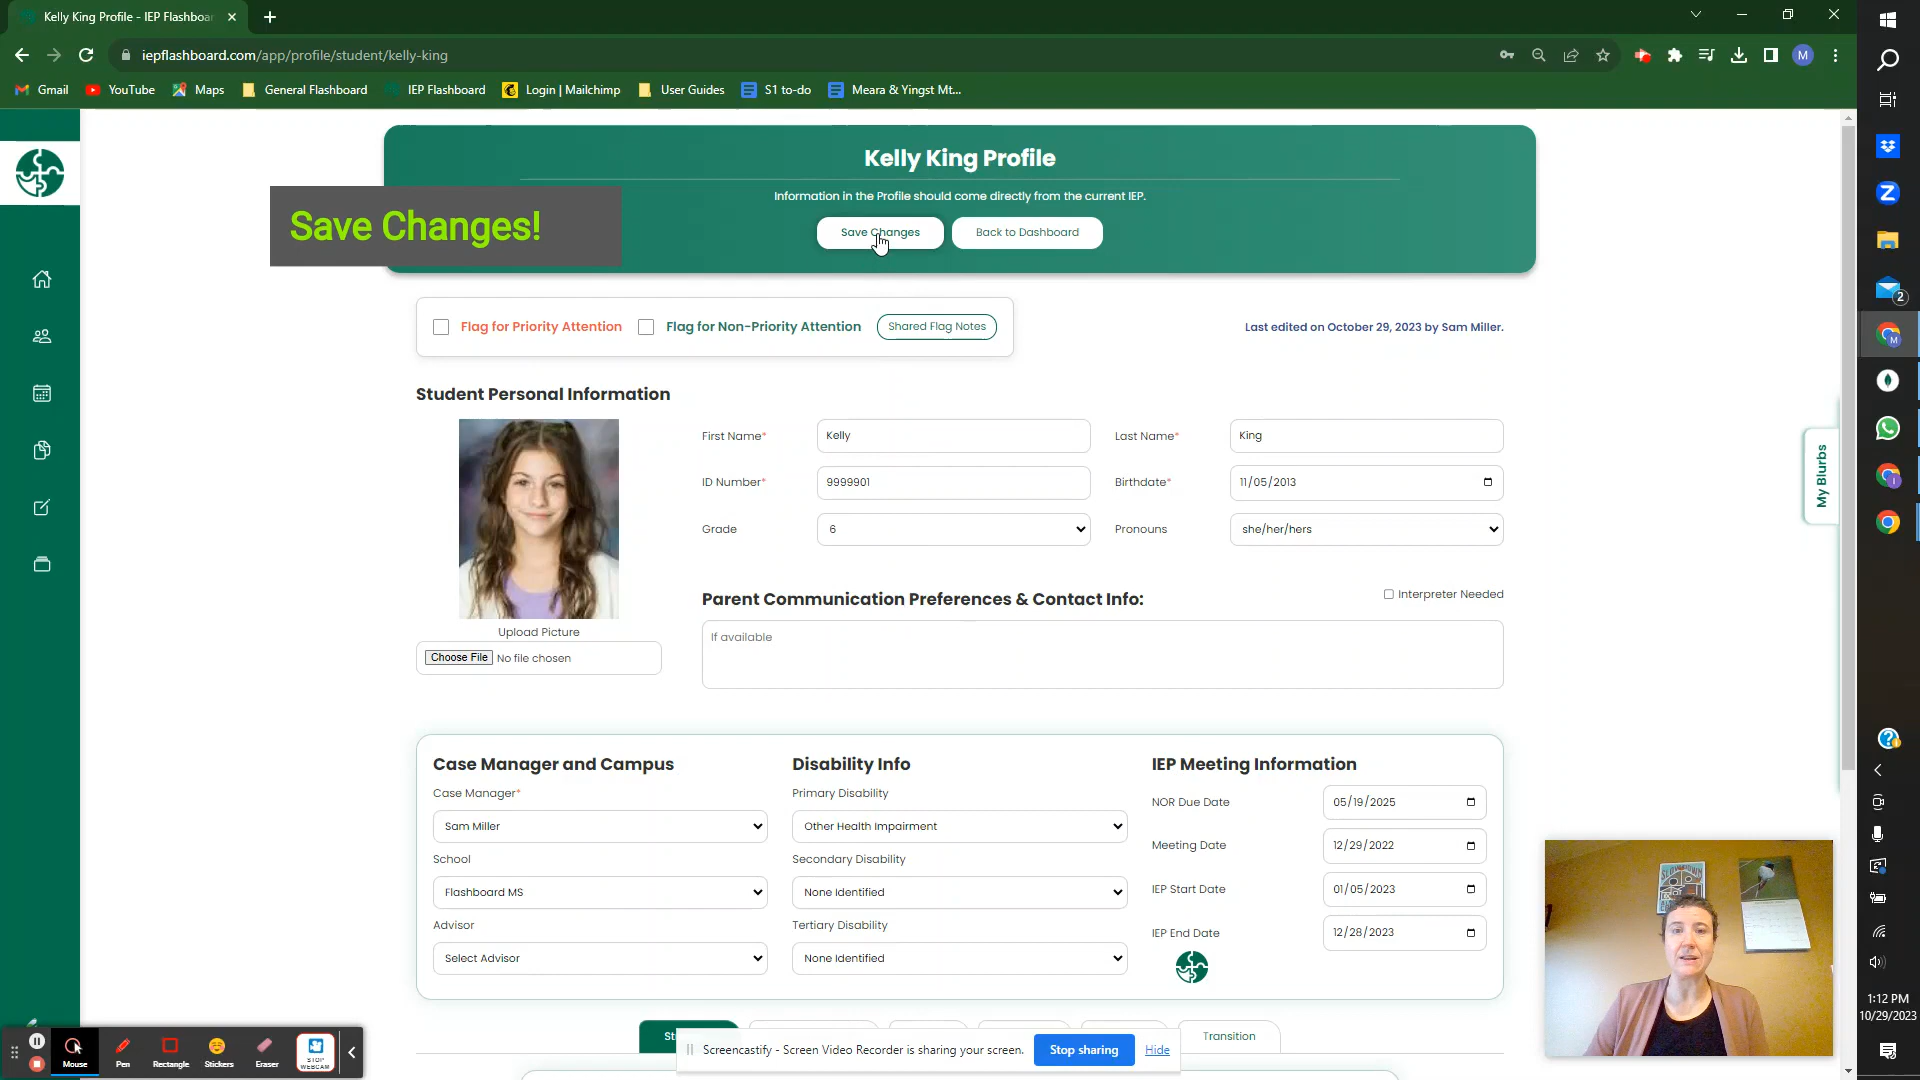 Kelly King Profile - IEP Flashboar
iepflashboard.com/app/profile/student/kelly-king
M
Gmail
YouTube
Maps
General Flashboard
IEP Flashboard
Login | Mailchimp
User Guides
S1 to-do
Meara & Yingst Mt...
Kelly King Profile
Information in the Profile should come directly from the current IEP.
Save Changes!
Save Changes
Back to Dashboard
Flag for Priority Attention
Flag for Non-Priority Attention
Shared Flag Notes
Last edited on October 29, 2023 by Sam Miller.
Student Personal Information
First Name*
Kelly
Last Name*
King
ID Number*
9999901
Birthdate*
11/05/2013
Grade
6
Pronouns
she/her/hers
My Blurbs
Parent Communication Preferences & Contact Info:
Interpreter Needed
If available
Upload Picture
Choose File
No file chosen
Case Manager and Campus
Case Manager*
Sam Miller
School
Flashboard MS
Advisor
Select Advisor
Disability Info
Primary Disability
Other Health Impairment
Secondary Disability
None Identified
Tertiary Disability
None Identified
IEP Meeting Information
NOR Due Date
05/19/2025
Meeting Date
12/29/2022
IEP Start Date
01/05/2023
IEP End Date
12/28/2023
Transition
Screencastify - Screen Video Recorder is sharing your screen.
Stop sharing
Hide
Mouse
Pen
Rectangle
Stickers
Eraser
STOP
WEBCAM
2
1:12 PM
10/29/2023